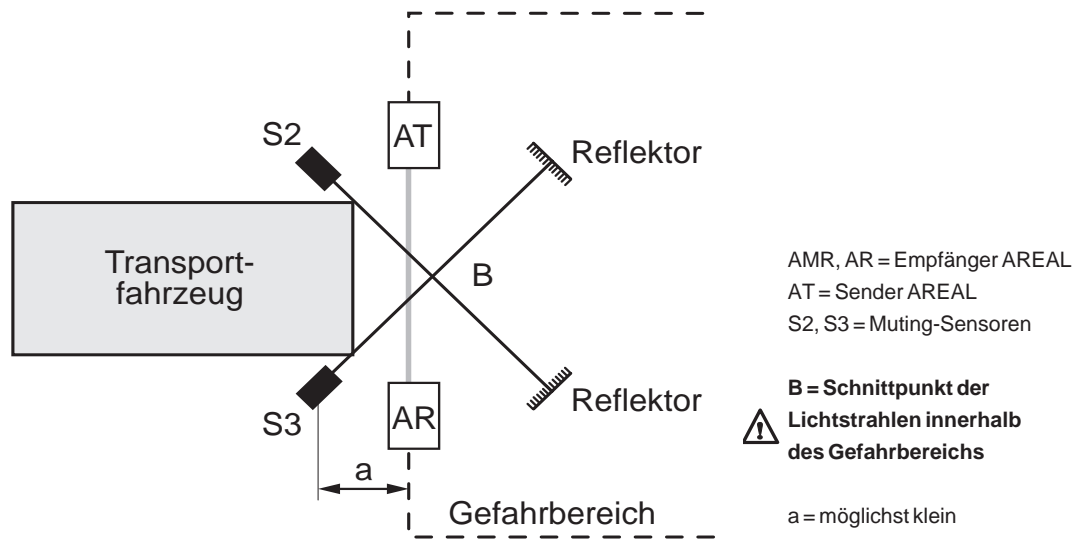 S2
AT
Reflektor
Transport-
fahrzeug
B
AMR, AR = Empfänger AREAL
AT = Sender AREAL
S2, S3 = Muting-Sensoren
B = Schnittpunkt der
Lichtstrahlen innerhalb
des Gefahrbereichs
S3
AR
Reflektor
a
Gefahrbereich
a = möglichst klein